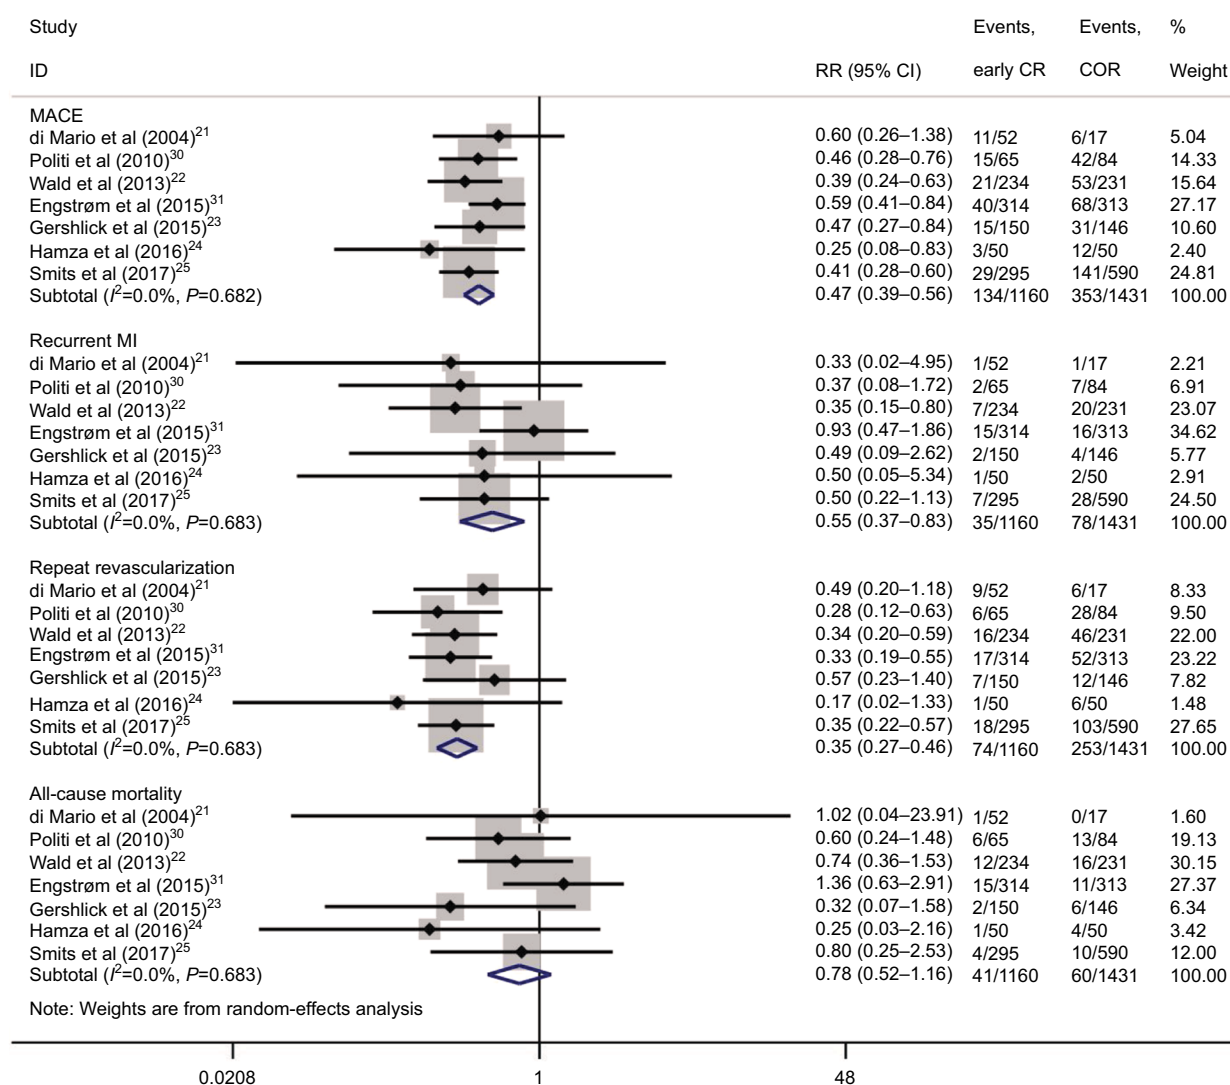 Study Events, Events, %
ID RR (95% CI) early CR COR Weight
MACE
di Mario et al (2004)21 0.60 (0.26–1.38) 11/52 6/17 5.04
Politi et al (2010)30 0.46 (0.28–0.76) 15/65 42/84 14.33
Wald et al (2013)22 0.39 (0.24–0.63) 21/234 53/231 15.64
Engstrøm et al (2015)31 0.59 (0.41–0.84) 40/314 68/313 27.17
Gershlick et al (2015)23 0.47 (0.27–0.84) 15/150 31/146 10.60
Hamza et al (2016)24 0.25 (0.08–0.83) 3/50 12/50 2.40
Smits et al (2017)25 0.41 (0.28–0.60) 29/295 141/590 24.81
Subtotal (I2=0.0%, P=0.682) 0.47 (0.39–0.56) 134/1160 353/1431 100.00
Recurrent MI
di Mario et al (2004)21 0.33 (0.02–4.95) 1/52 1/17 2.21
Politi et al (2010)30 0.37 (0.08–1.72) 2/65 7/84 6.91
Wald et al (2013)22 0.35 (0.15–0.80) 7/234 20/231 23.07
Engstrøm et al (2015)31 0.93 (0.47–1.86) 15/314 16/313 34.62
Gershlick et al (2015)23 0.49 (0.09–2.62) 2/150 4/146 5.77
Hamza et al (2016)24 0.50 (0.05–5.34) 1/50 2/50 2.91
Smits et al (2017)25 0.50 (0.22–1.13) 7/295 28/590 24.50
Subtotal (I2=0.0%, P=0.683) 0.55 (0.37–0.83) 35/1160 78/1431 100.00
Repeat revascularization
di Mario et al (2004)21 0.49 (0.20–1.18) 9/52 6/17 8.33
Politi et al (2010)30 0.28 (0.12–0.63) 6/65 28/84 9.50
Wald et al (2013)22 0.34 (0.20–0.59) 16/234 46/231 22.00
Engstrøm et al (2015)31 0.33 (0.19–0.55) 17/314 52/313 23.22
Gershlick et al (2015)23 0.57 (0.23–1.40) 7/150 12/146 7.82
Hamza et al (2016)24 0.17 (0.02–1.33) 1/50 6/50 1.48
Smits et al (2017)25 0.35 (0.22–0.57) 18/295 103/590 27.65
Subtotal (I2=0.0%, P=0.683) 0.35 (0.27–0.46) 74/1160 253/1431 100.00
All-cause mortality
di Mario et al (2004)21 1.02 (0.04–23.91) 1/52 0/17 1.60
Politi et al (2010)30 0.60 (0.24–1.48) 6/65 13/84 19.13
Wald et al (2013)22 0.74 (0.36–1.53) 12/234 16/231 30.15
Engstrøm et al (2015)31 1.36 (0.63–2.91) 15/314 11/313 27.37
Gershlick et al (2015)23 0.32 (0.07–1.58) 2/150 6/146 6.34
Hamza et al (2016)24 0.25 (0.03–2.16) 1/50 4/50 3.42
Smits et al (2017)25 0.80 (0.25–2.53) 4/295 10/590 12.00
Subtotal (I2=0.0%, P=0.683) 0.78 (0.52–1.16) 41/1160 60/1431 100.00
Note: Weights are from random-effects analysis
0.0208 1 48